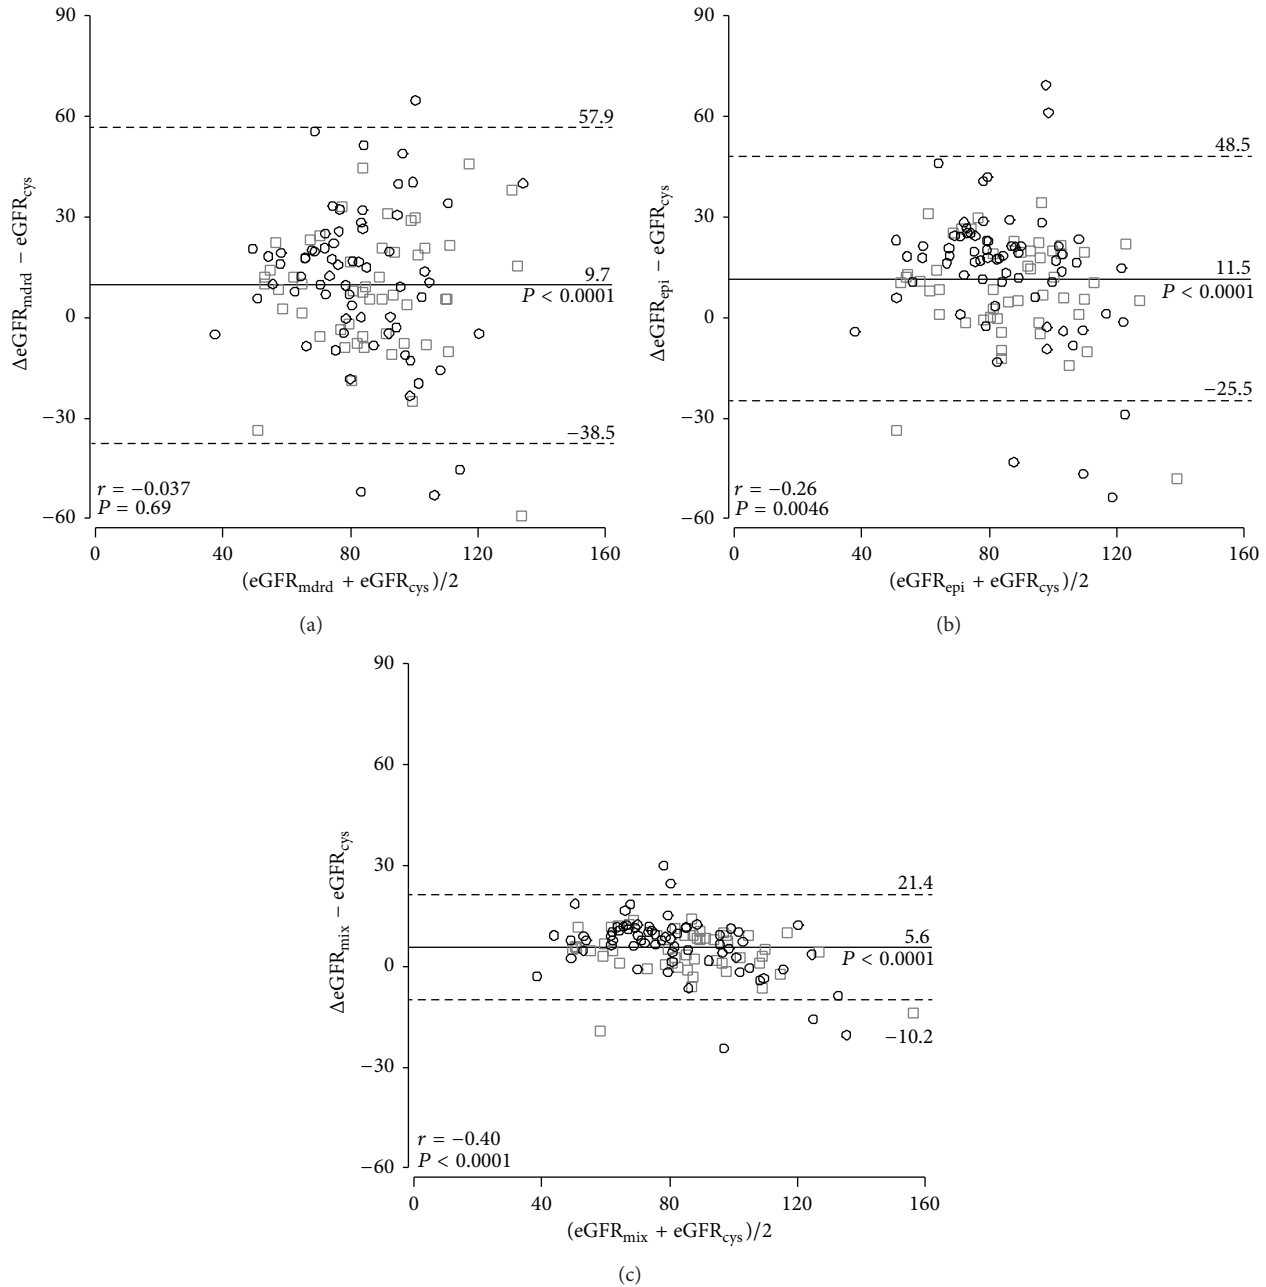 90
60
30
0
−30
−60
ΔeGFRmdrd − eGFRcys
57.9
9.7
P < 0.0001
−38.5
r = −0.037
P = 0.69
0 40 80 120 160
(eGFRmdrd + eGFRcys)/2
(a)
90
60
30
0
−30
−60
ΔeGFRepi − eGFRcys
48.5
11.5
P < 0.0001
−25.5
r = −0.26
P = 0.0046
0 40 80 120 160
(eGFRepi + eGFRcys)/2
(b)
90
60
30
0
−30
−60
ΔeGFRmix − eGFRcys
21.4
5.6
P < 0.0001
−10.2
r = −0.40
P < 0.0001
0 40 80 120 160
(eGFRmix + eGFRcys)/2
(c)